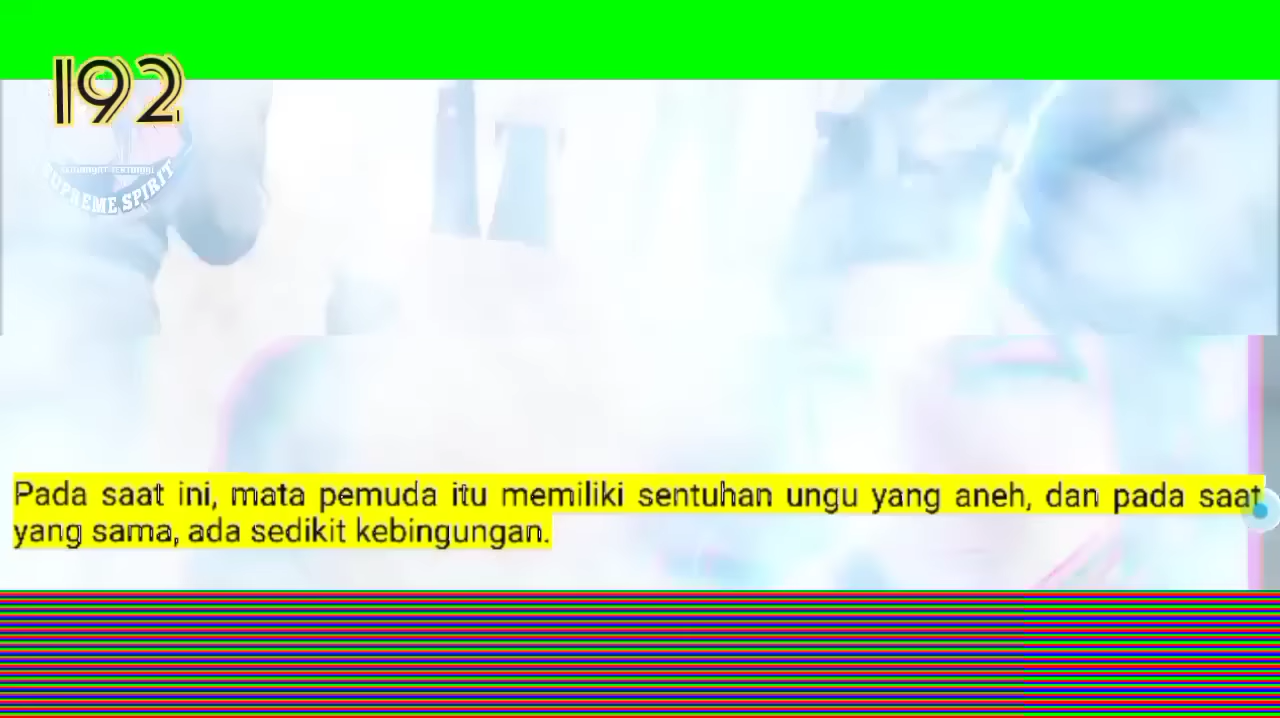 192
SUPREME SPIRIT
Pada saat ini, mata pemuda itu memiliki sentuhan ungu yang aneh, dan pada saat
yang sama, ada sedikit kebingungan.